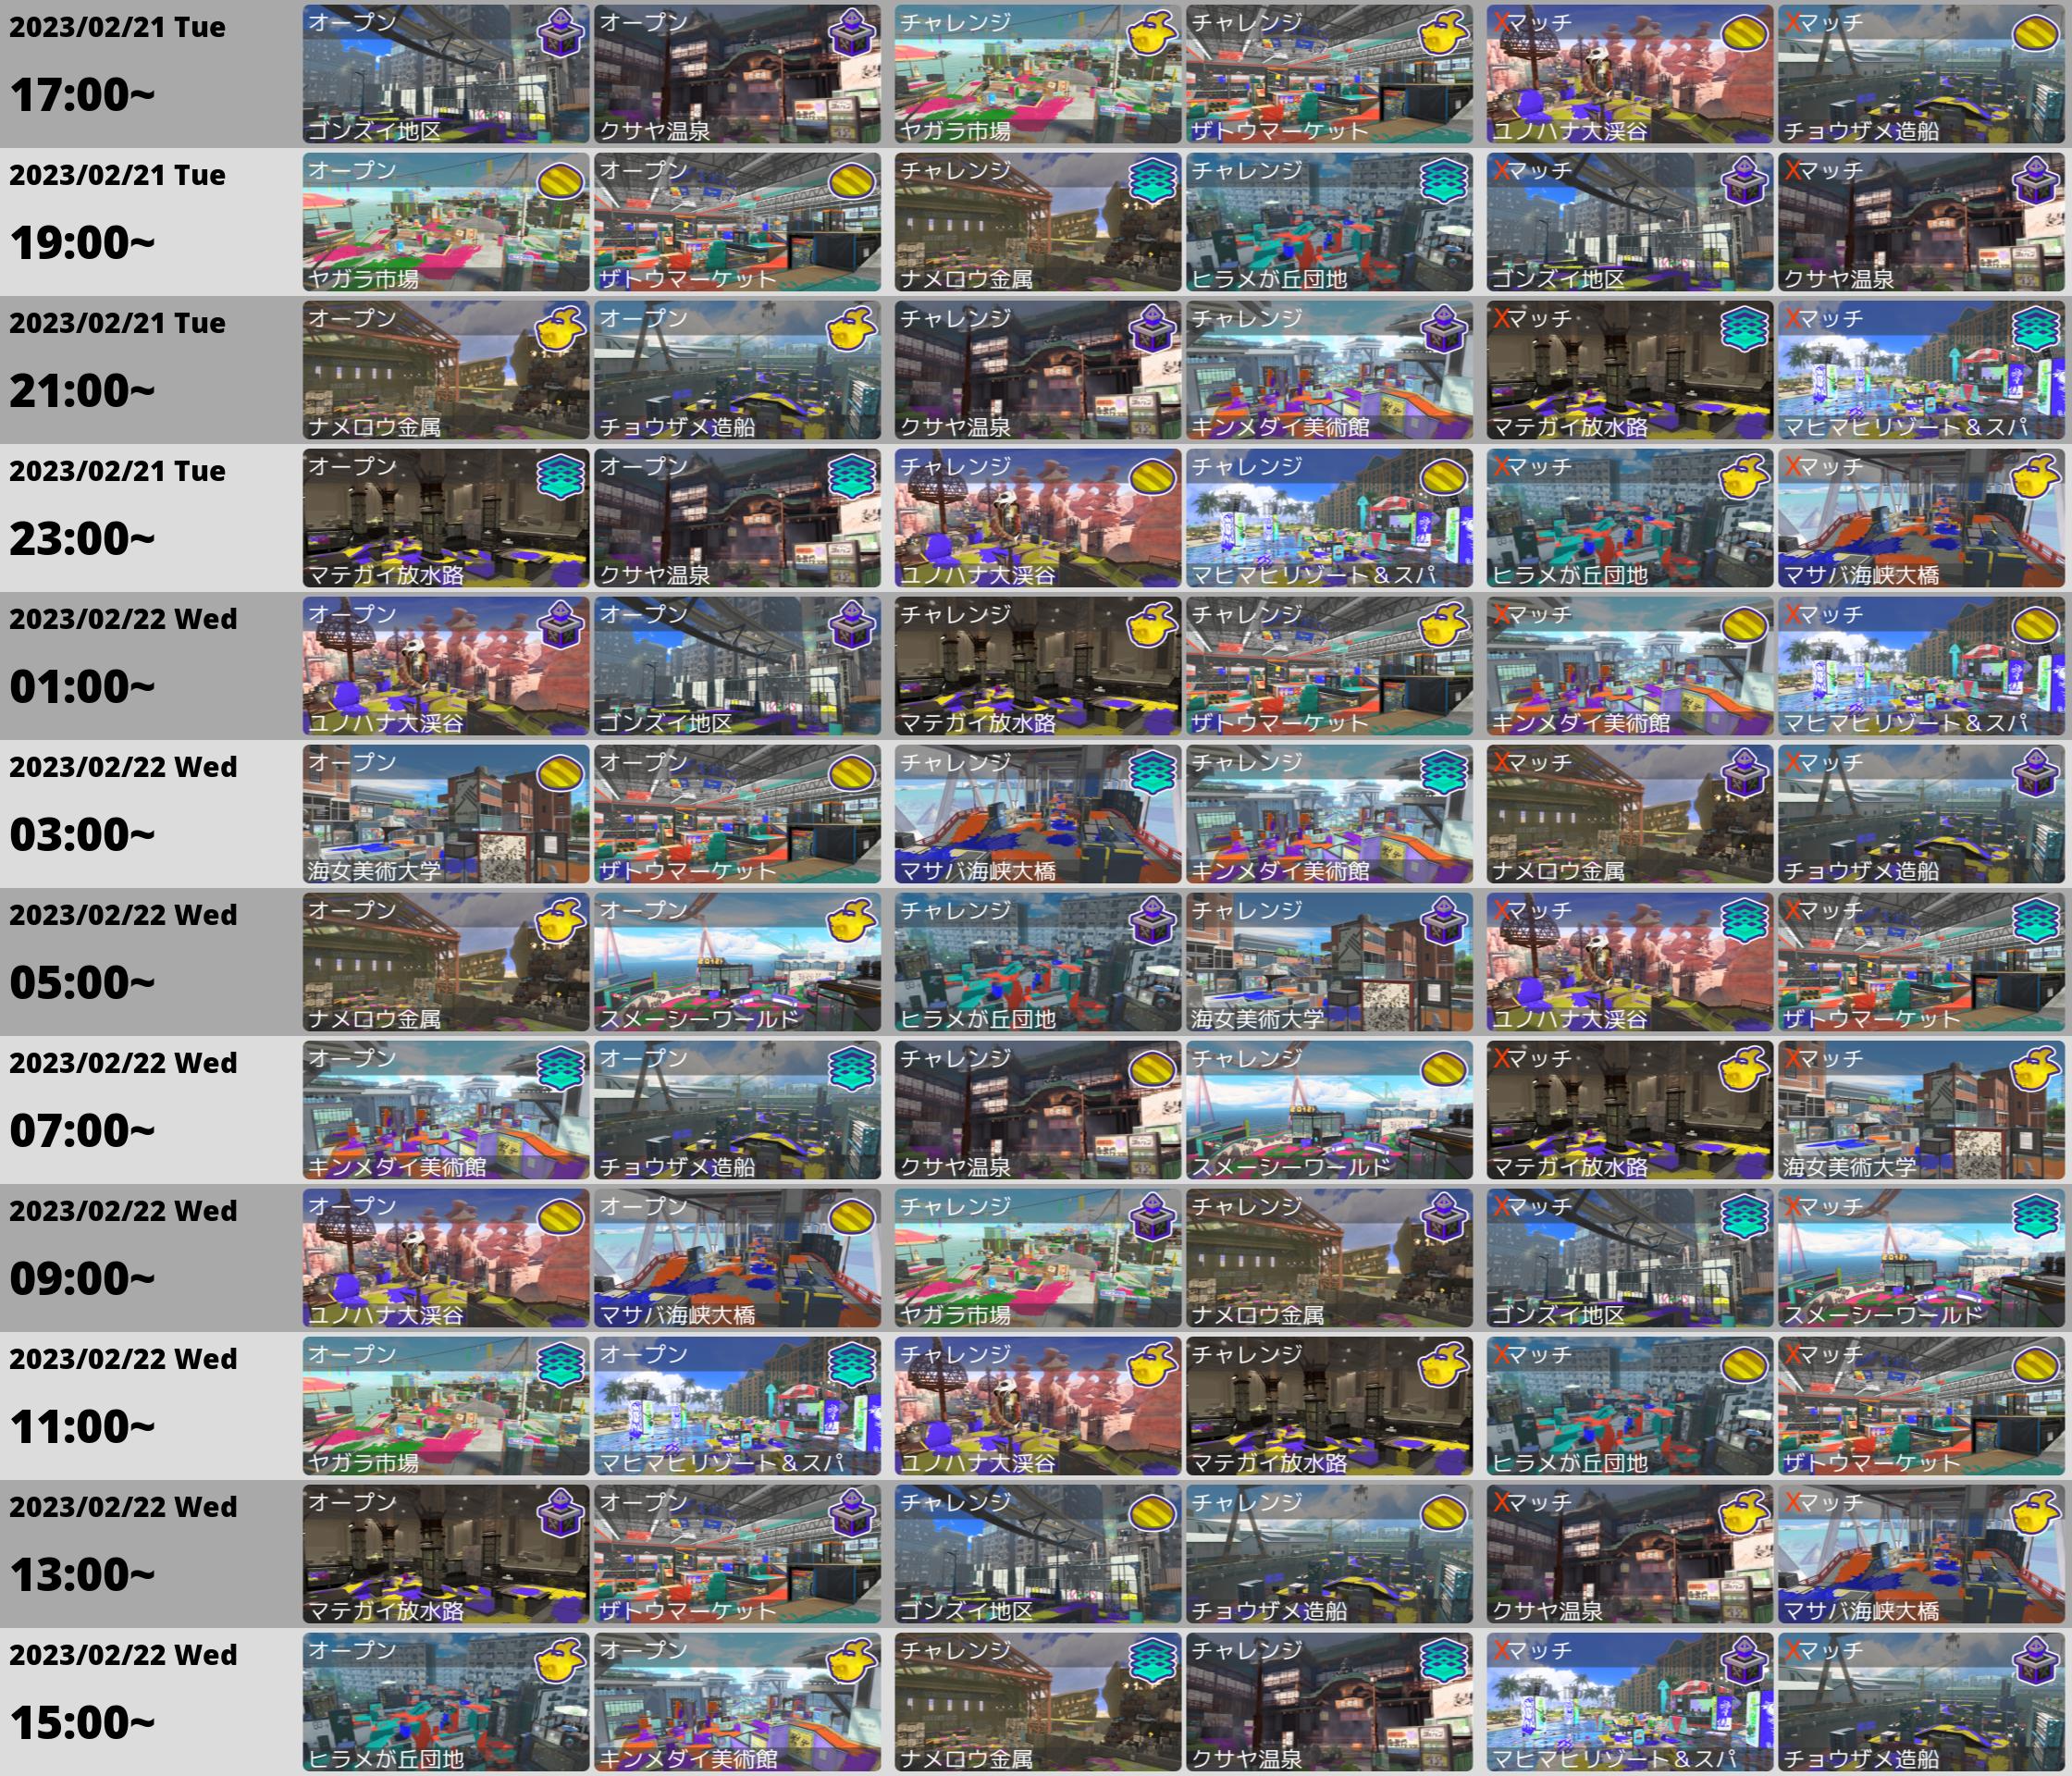 2023/02/21 Tue
17:00~
オープン オープン チャレンジ チャレンジ Xマッチ Xマッチ
ゴンズイ地区 クサヤ温泉 ヤガラ市場 ザトウマーケット ユノハナ大渓谷 チョウザメ造船
2023/02/21 Tue
19:00~
オープン オープン チャレンジ チャレンジ Xマッチ Xマッチ
ヤガラ市場 ザトウマーケット ナメロウ金属 ヒラメが丘団地 ゴンズイ地区 クサヤ温泉
2023/02/21 Tue
21:00~
オープン オープン チャレンジ チャレンジ Xマッチ Xマッチ
ナメロウ金属 チョウザメ造船 クサヤ温泉 キンメダイ美術館 マテガイ放水路 マヒマヒリゾート＆スパ
2023/02/21 Tue
23:00~
オープン オープン チャレンジ チャレンジ Xマッチ Xマッチ
マテガイ放水路 クサヤ温泉 ユノハナ大渓谷 マヒマヒリゾート＆スパ ヒラメが丘団地 マサバ海峡大橋
2023/02/22 Wed
01:00~
オープン オープン チャレンジ チャレンジ Xマッチ Xマッチ
ユノハナ大渓谷 ゴンズイ地区 マテガイ放水路 ザトウマーケット キンメダイ美術館 マヒマヒリゾート＆スパ
2023/02/22 Wed
03:00~
オープン オープン チャレンジ チャレンジ Xマッチ Xマッチ
海女美術大学 ザトウマーケット マサバ海峡大橋 キンメダイ美術館 ナメロウ金属 チョウザメ造船
2023/02/22 Wed
05:00~
オープン オープン チャレンジ チャレンジ Xマッチ Xマッチ
ナメロウ金属 スメーシーワールド ヒラメが丘団地 海女美術大学 ユノハナ大渓谷 ザトウマーケット
2023/02/22 Wed
07:00~
オープン オープン チャレンジ チャレンジ Xマッチ Xマッチ
キンメダイ美術館 チョウザメ造船 クサヤ温泉 スメーシーワールド マテガイ放水路 海女美術大学
2023/02/22 Wed
09:00~
オープン オープン チャレンジ チャレンジ Xマッチ Xマッチ
ユノハナ大渓谷 マサバ海峡大橋 ヤガラ市場 ナメロウ金属 ゴンズイ地区 スメーシーワールド
2023/02/22 Wed
11:00~
オープン オープン チャレンジ チャレンジ Xマッチ Xマッチ
ヤガラ市場 マヒマヒリゾート＆スパ ユノハナ大渓谷 マテガイ放水路 ヒラメが丘団地 ザトウマーケット
2023/02/22 Wed
13:00~
オープン オープン チャレンジ チャレンジ Xマッチ Xマッチ
マテガイ放水路 ザトウマーケット ゴンズイ地区 チョウザメ造船 クサヤ温泉 マサバ海峡大橋
2023/02/22 Wed
15:00~
オープン オープン チャレンジ チャレンジ Xマッチ Xマッチ
ヒラメが丘団地 キンメダイ美術館 ナメロウ金属 クサヤ温泉 マヒマヒリゾート＆スパ チョウザメ造船